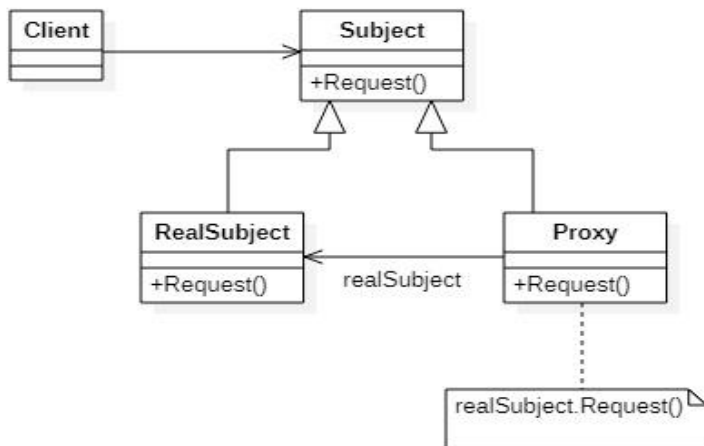 Client
Subject
+Request()
RealSubject
+Request()
realSubject
Proxy
+Request()
realSubject.Request()